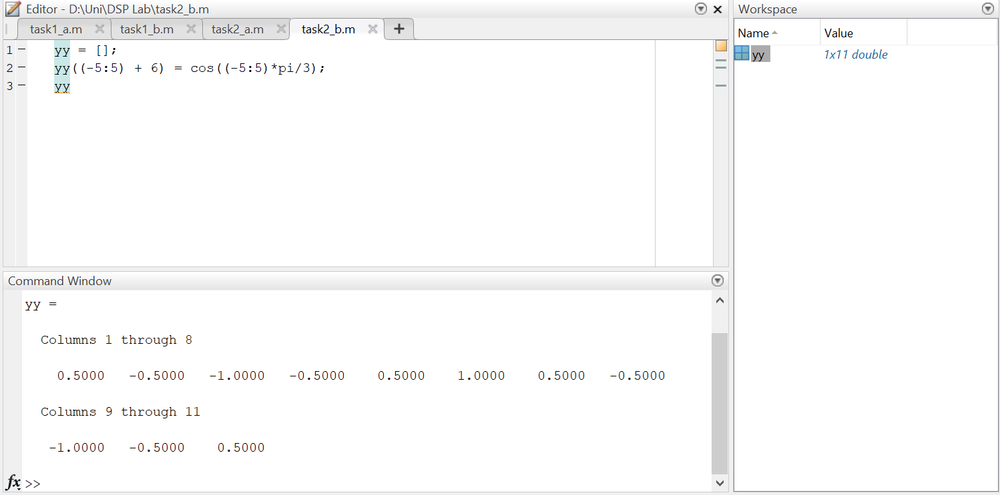 Editor - D:\Uni\DSP Lab\task2_b.m
task1_a.m task1_b.m task2_a.m task2_b.m +
1 yy = [];
2 yy((-5:5) + 6) = cos((-5:5)*pi/3);
3 yy
Command Window
yy =
Columns 1 through 8
0.5000 -0.5000 -1.0000 -0.5000 0.5000 1.0000 0.5000 -0.5000
Columns 9 through 11
-1.0000 -0.5000 0.5000
fx >>
Workspace
Name Value
yy 1x11 double